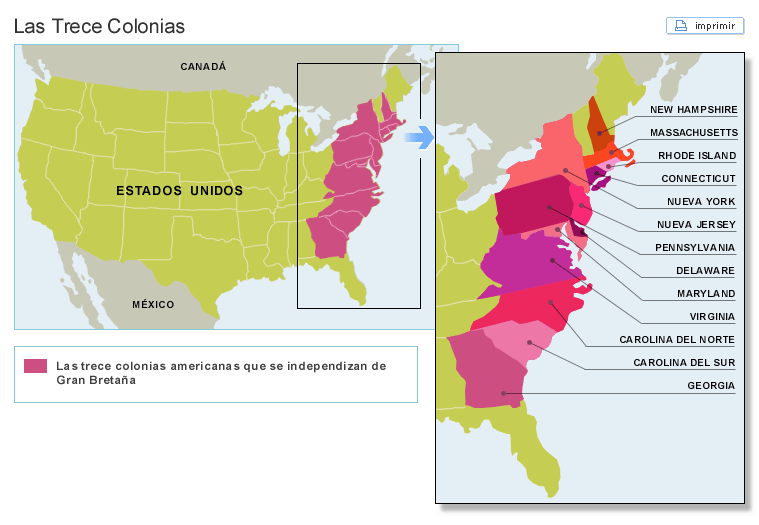 Las Trece Colonias
imprimir
CANADÁ
ESTADOS UNIDOS
MÉXICO
NEW HAMPSHIRE
MASSACHUSETTS
RHODE ISLAND
CONNECTICUT
NUEVA YORK
NUEVA JERSEY
PENNSYLVANIA
DELAWARE
MARYLAND
VIRGINIA
CAROLINA DEL NORTE
CAROLINA DEL SUR
GEORGIA
Las trece colonias americanas que se independizan de
Gran Bretaña